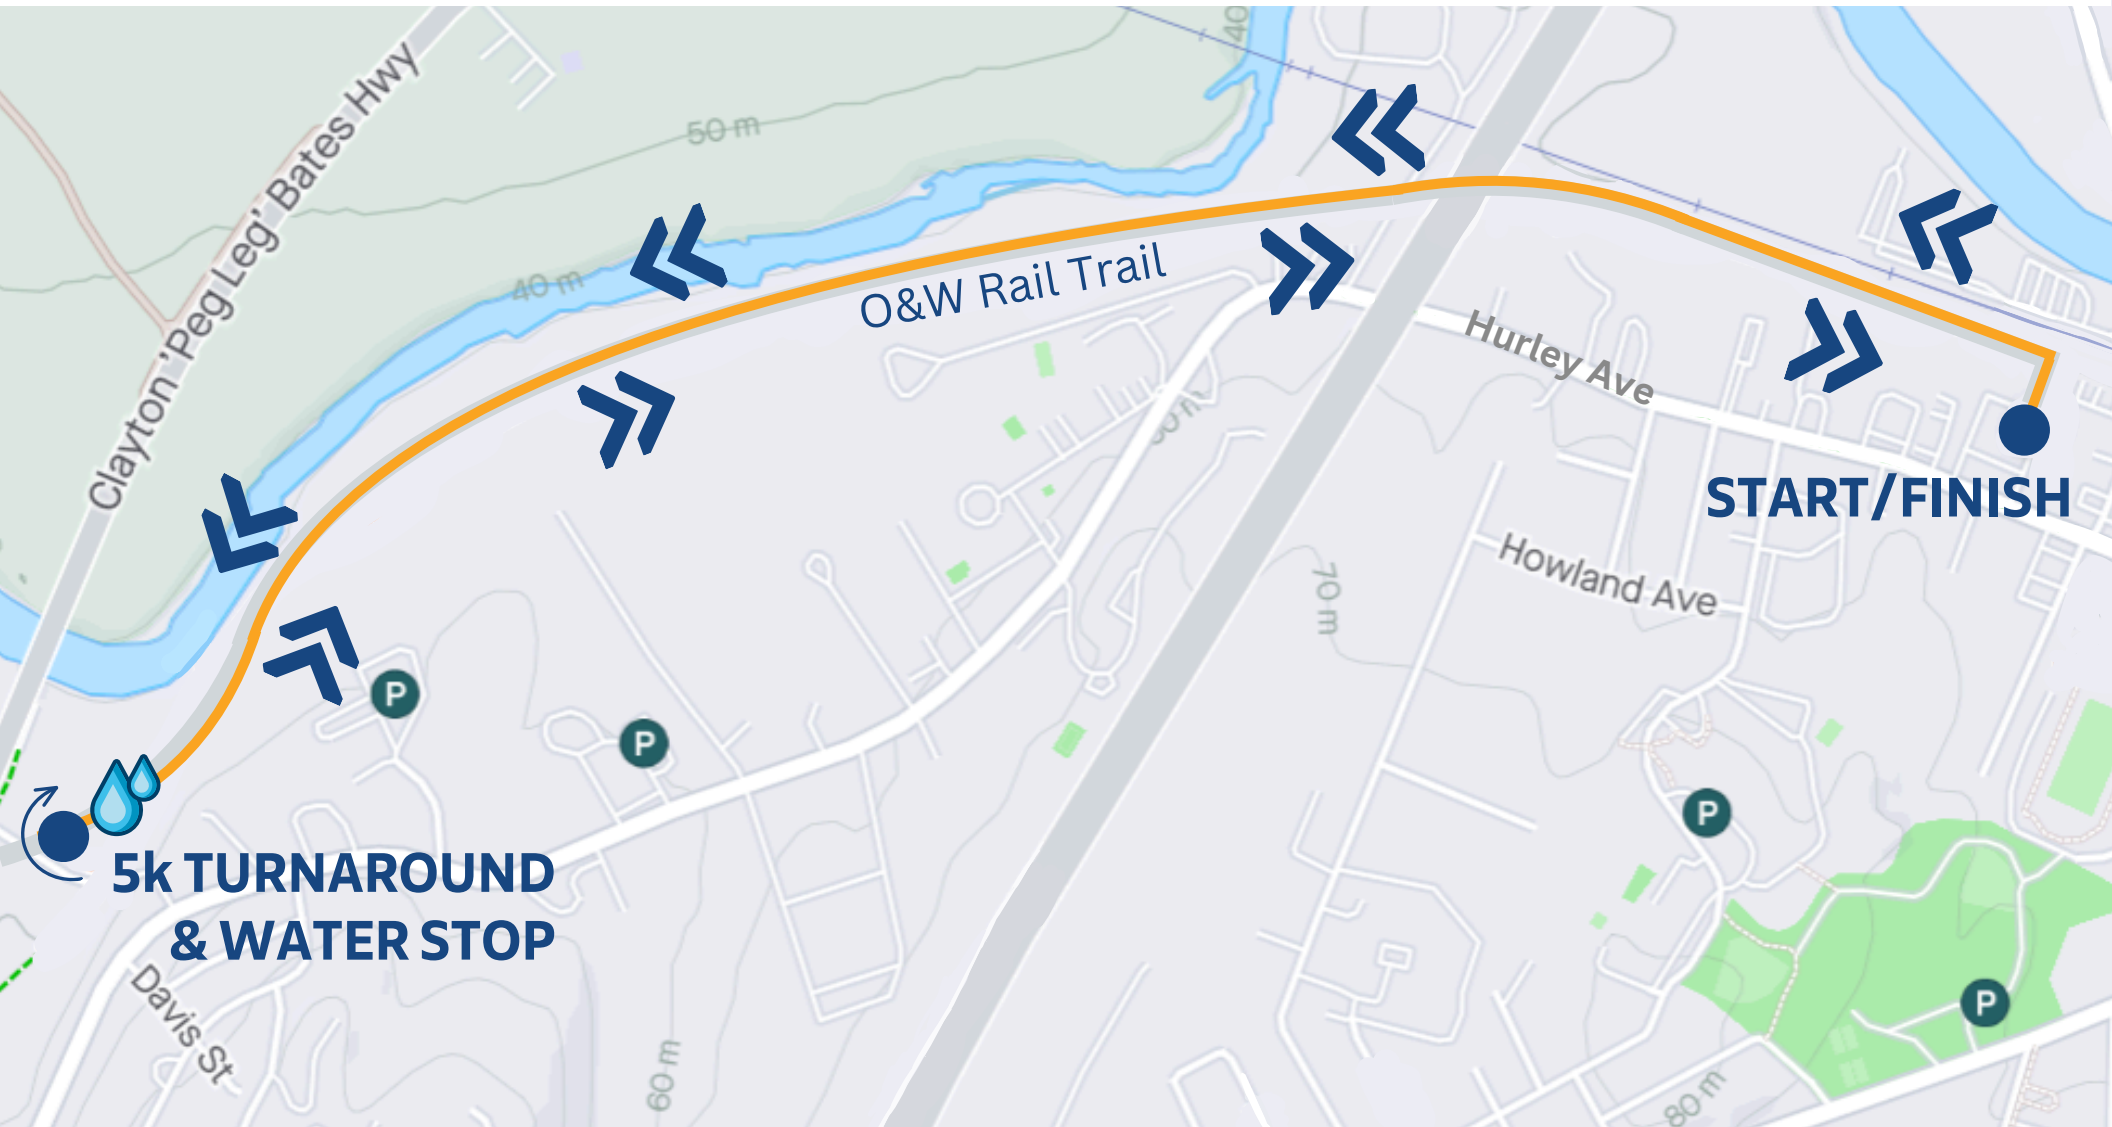 Clayton 'Peg Leg' Bates Hwy
50 m
40
40 m
O&W Rail Trail
Hurley Ave
START/FINISH
Howland Ave
70 m
P
P
P
P
5k TURNAROUND
& WATER STOP
Davis St
60 m
80 m